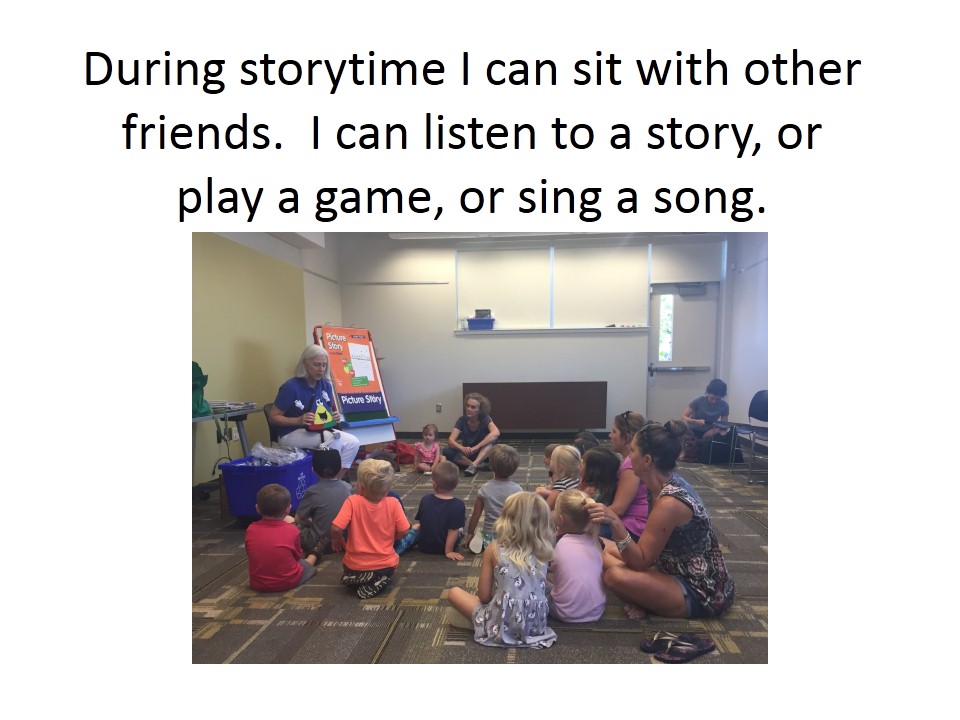 During storytime I can sit with other
friends.  I can listen to a story, or
play a game, or sing a song.
Picture
Story
Picture Story